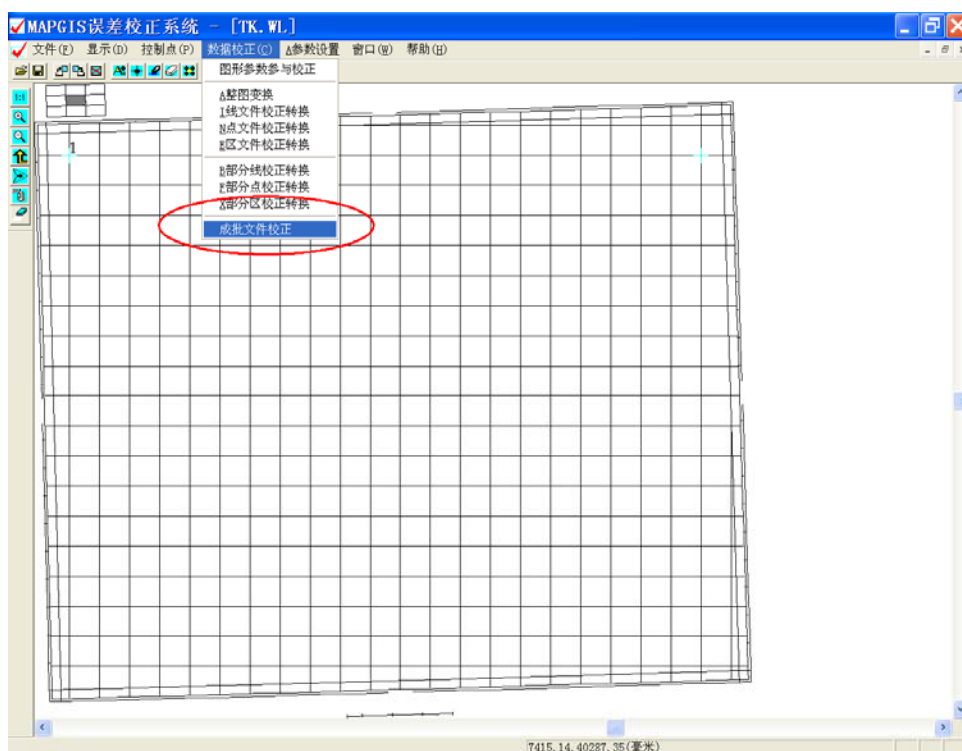 MAPGIS误差校正系统 - [TK.WL]
文件(F) 显示(D) 控制点(P) 数据校正(C) A参数设置 窗口(W) 帮助(H)
图形参数参与校正
A整图变换
I线文件校正转换
N点文件校正转换
R区文件校正转换
B部分线校正转换
F部分点校正转换
X部分区校正转换
成批文件校正
1:1
1
7415.14,40287.35(毫米)